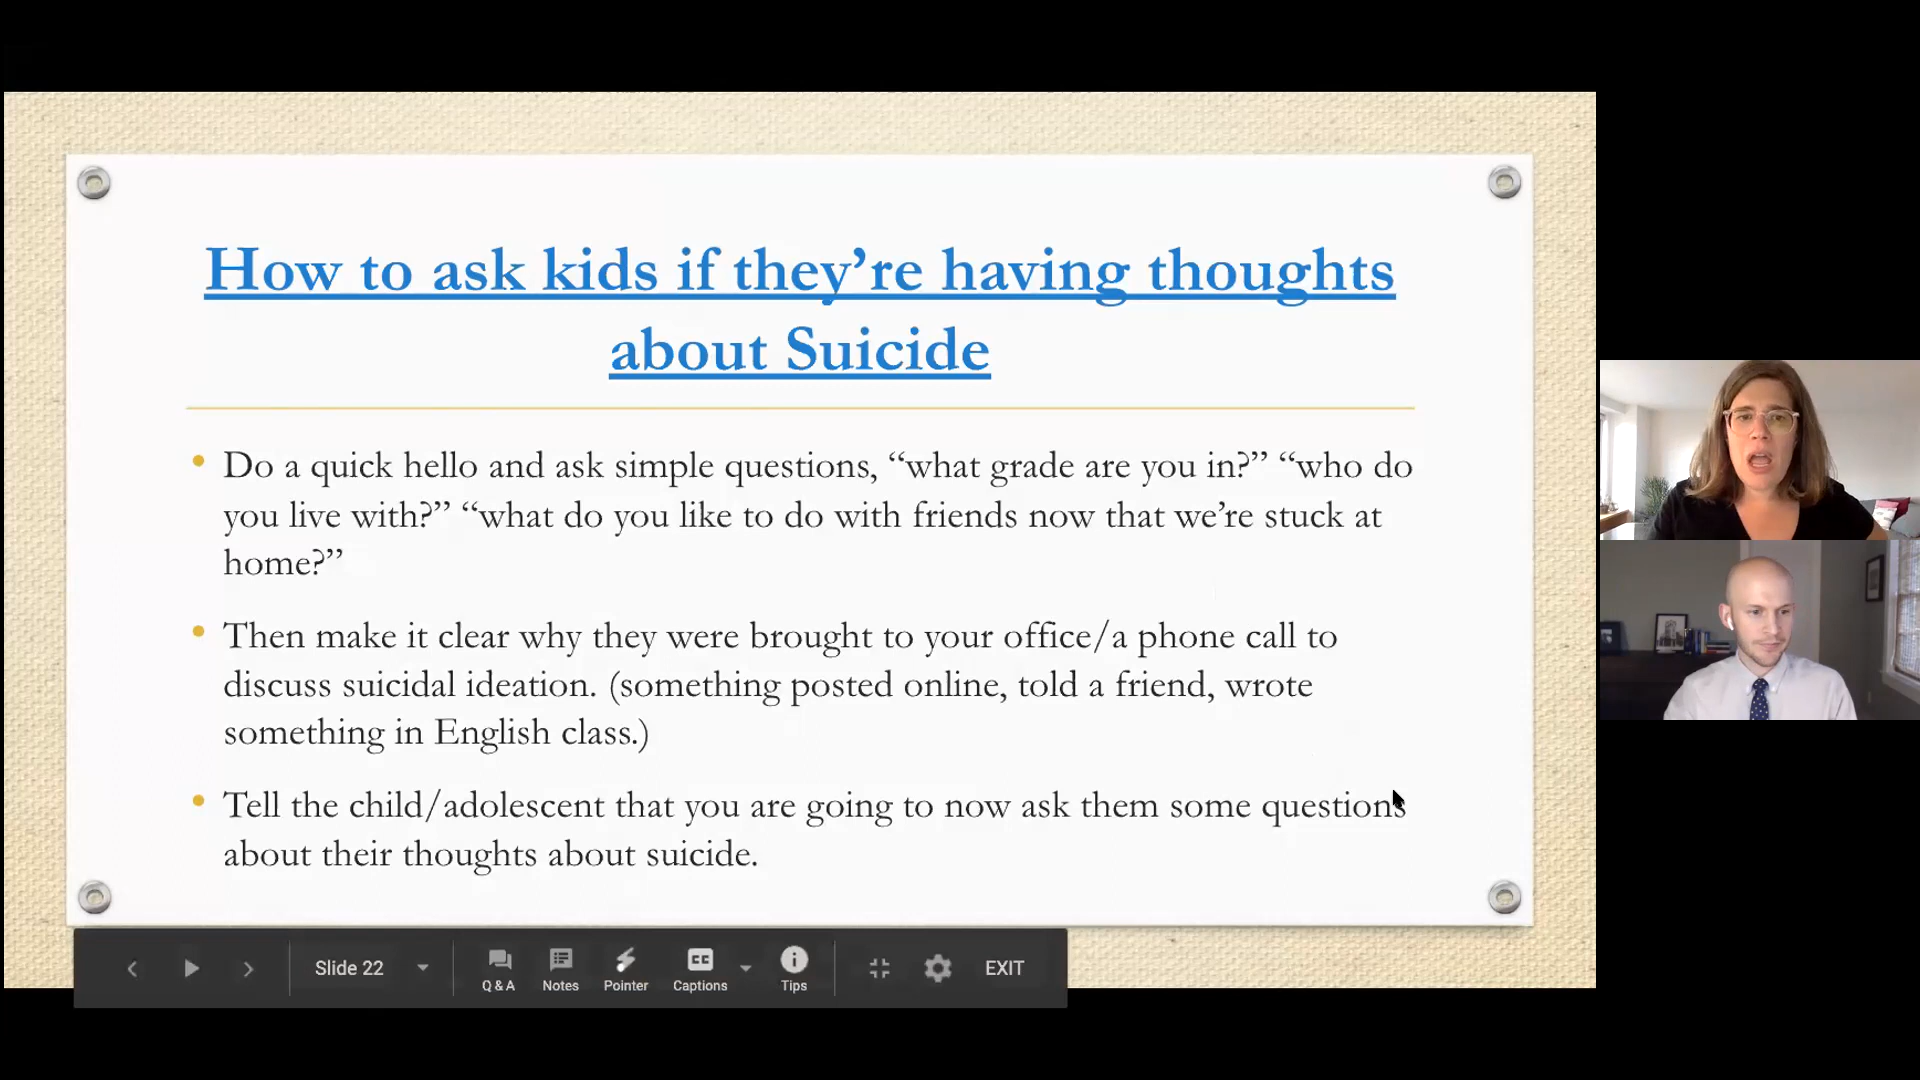 How to ask kids if they’re having thoughts
about Suicide
• Do a quick hello and ask simple questions, “what grade are you in?” “who do
you live with?” “what do you like to do with friends now that we’re stuck at
home?”
• Then make it clear why they were brought to your office/a phone call to
discuss suicidal ideation. (something posted online, told a friend, wrote
something in English class.)
• Tell the child/adolescent that you are going to now ask them some questions
about their thoughts about suicide.
Slide 22 Q & A Notes Pointer CC Captions Tips EXIT